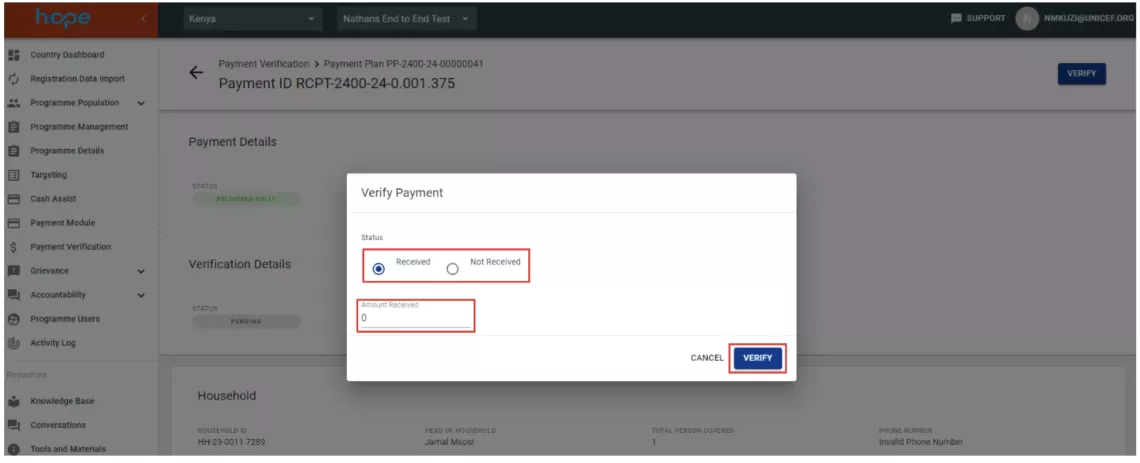 hope
Kenya
Nathans End to End Test
SUPPORT
N
NMKUZI@UNICEF.ORG
Country Dashboard
Registration Data Import
Programme Population
Programme Management
Programme Details
Targeting
Cash Assist
Payment Module
$ Payment Verification
Grievance
Accountability
Programme Users
Activity Log
Resources
Knowledge Base
Conversations
Tools and Materials
Payment Verification > Payment Plan PP-2400-24-00000041
Payment ID RCPT-2400-24-0.001.375
VERIFY
Payment Details
STATUS
DELIVERED FULLY
Verification Details
STATUS
PENDING
Verify Payment
Status
Received Not Received
Amount Received
0
CANCEL VERIFY
Household
HOUSEHOLD ID HEAD OF HOUSEHOLD TOTAL PERSON COVERED PHONE NUMBER
HH-23-0011.7289 Jamal Msosi 1 Invalid Phone Number